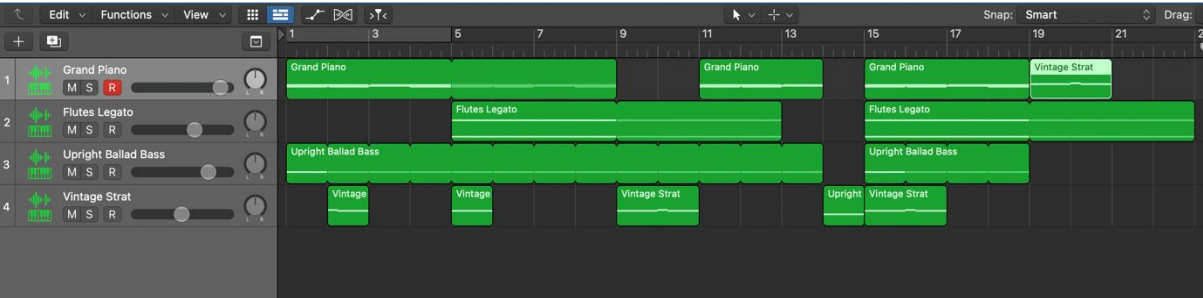 Edit Functions View Snap: Smart Drag:
1 3 5 7 9 11 13 15 17 19 21
1 Grand Piano
M S R
L R
Grand Piano Grand Piano Grand Piano Vintage Strat
2 Flutes Legato
M S R
L R
Flutes Legato Flutes Legato
3 Upright Ballad Bass
M S R
L R
Upright Ballad Bass Upright Ballad Bass
4 Vintage Strat
M S R
L R
Vintage Vintage Vintage Strat Upright Vintage Strat